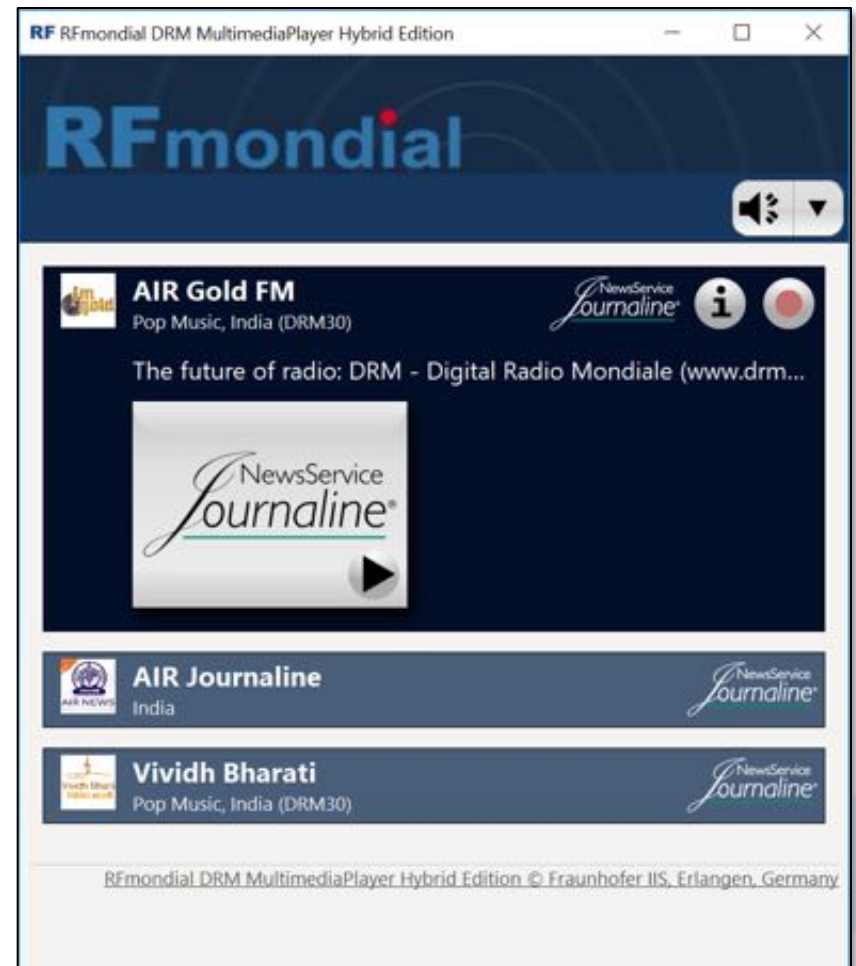 RF RFmondial DRM MultimediaPlayer Hybrid Edition
RFmondial
AIR Gold FM
Pop Music, India (DRM30)
NewsService
Journaline®
i
The future of radio: DRM - Digital Radio Mondiale (www.drm...
NewsService
Journaline®
AIR NEWS
AIR Journaline
India
NewsService
Journaline®
Vividh Bharati
Pop Music, India (DRM30)
NewsService
Journaline®
RFmondial DRM MultimediaPlayer Hybrid Edition © Fraunhofer IIS, Erlangen, Germany